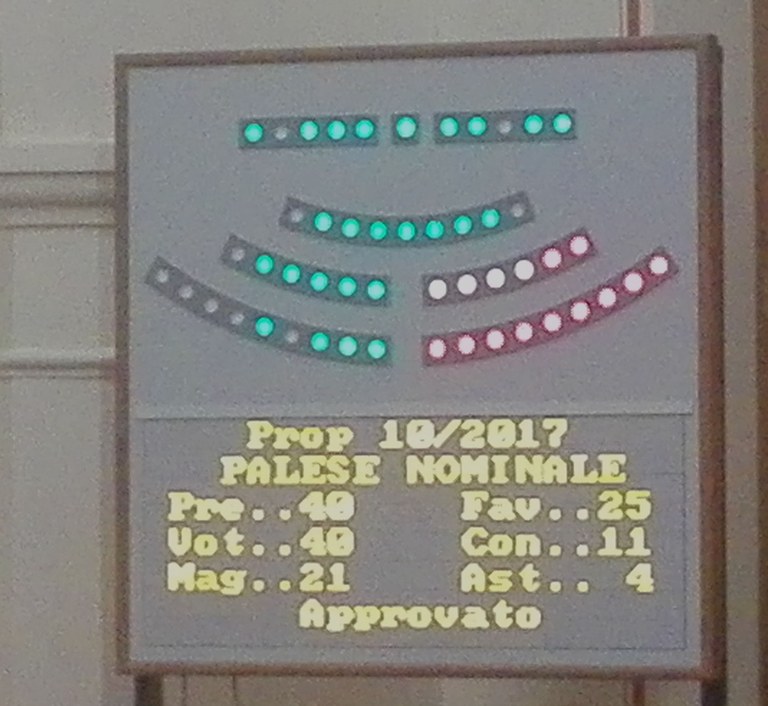 Prop 10/2017
PALESE NOMINALE
Pre..40 Fav..25
Vot..40 Con..11
Mag..21 Ast.. 4
Approvato